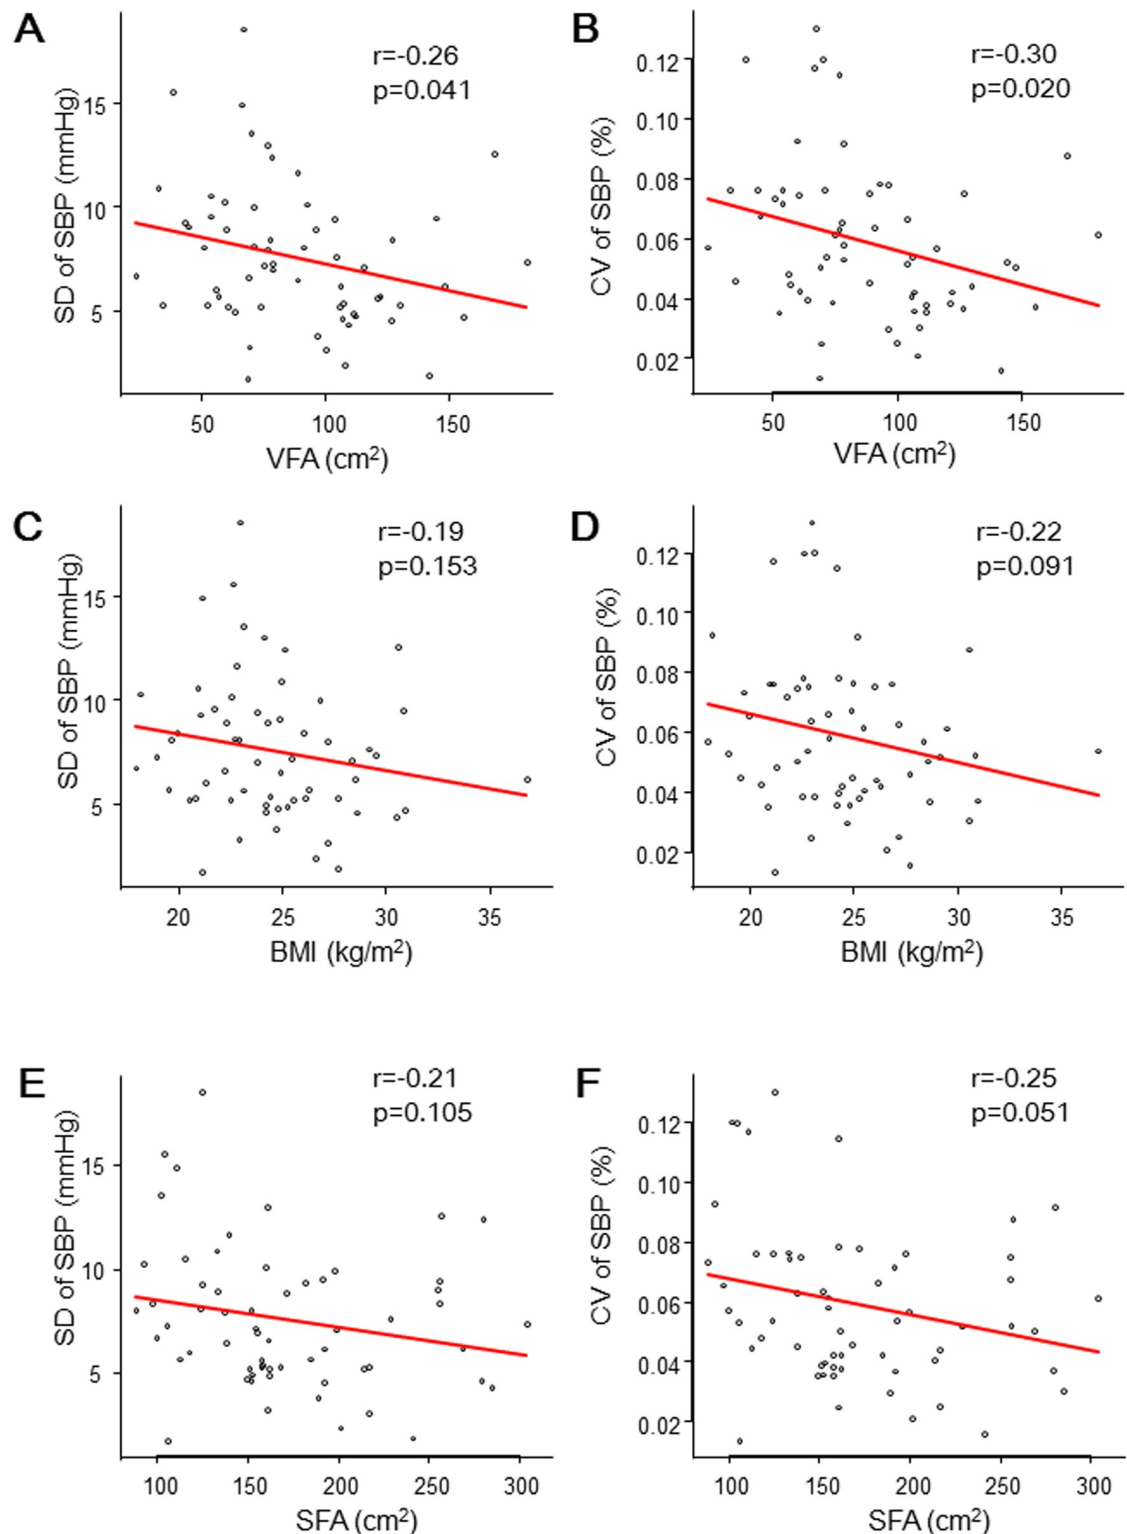 A
r=-0.26
p=0.041
SD of SBP (mmHg)
15
10
5
50 100 150
VFA (cm²)
B
r=-0.30
p=0.020
CV of SBP (%)
0.12
0.10
0.08
0.06
0.04
0.02
50 100 150
VFA (cm²)
C
r=-0.19
p=0.153
SD of SBP (mmHg)
15
10
5
20 25 30 35
BMI (kg/m²)
D
r=-0.22
p=0.091
CV of SBP (%)
0.12
0.10
0.08
0.06
0.04
0.02
20 25 30 35
BMI (kg/m²)
E
r=-0.21
p=0.105
SD of SBP (mmHg)
15
10
5
100 150 200 250 300
SFA (cm²)
F
r=-0.25
p=0.051
CV of SBP (%)
0.12
0.10
0.08
0.06
0.04
0.02
100 150 200 250 300
SFA (cm²)